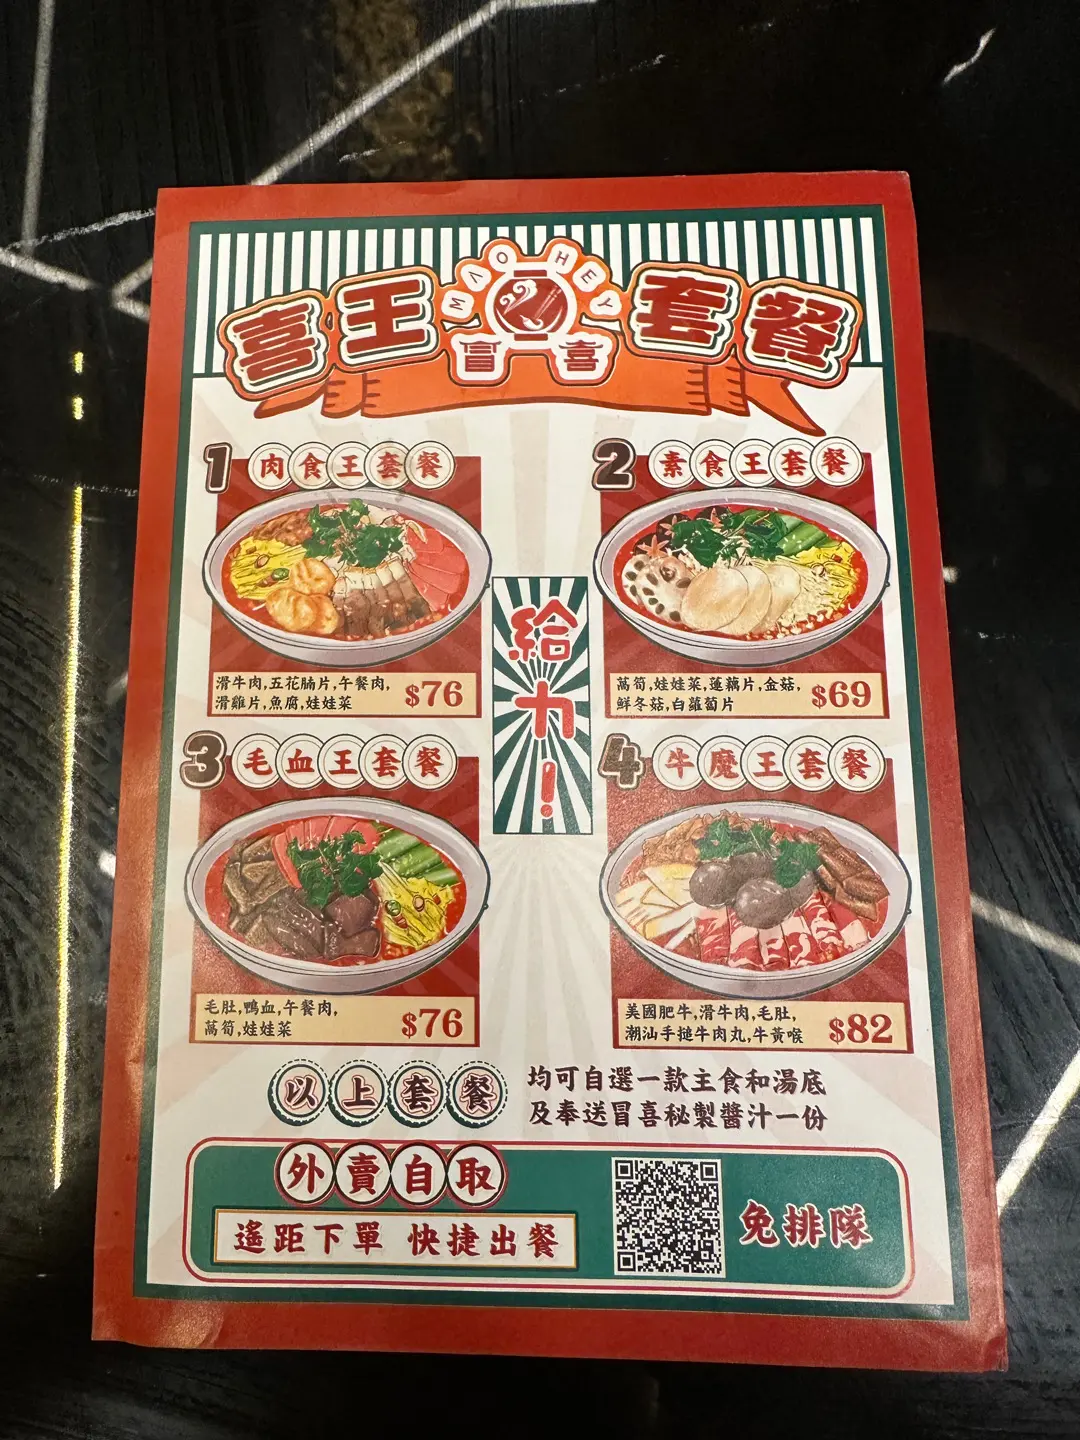 MAO HEY
喜王套餐
冒喜
1 肉食王套餐
滑牛肉,五花腩片,午餐肉,
滑雞片,魚腐,娃娃菜
$76
2 素食王套餐
萵筍,娃娃菜,蓮藕片,金菇,
鮮冬菇,白蘿蔔片
$69
給力!
3 毛血王套餐
毛肚,鴨血,午餐肉,
萵筍,娃娃菜
$76
4 牛魔王套餐
美國肥牛,滑牛肉,毛肚,
潮汕手搥牛肉丸,牛黃喉
$82
以上套餐
均可自選一款主食和湯底
及奉送冒喜秘製醬汁一份
外賣自取
遙距下單 快捷出餐
免排隊